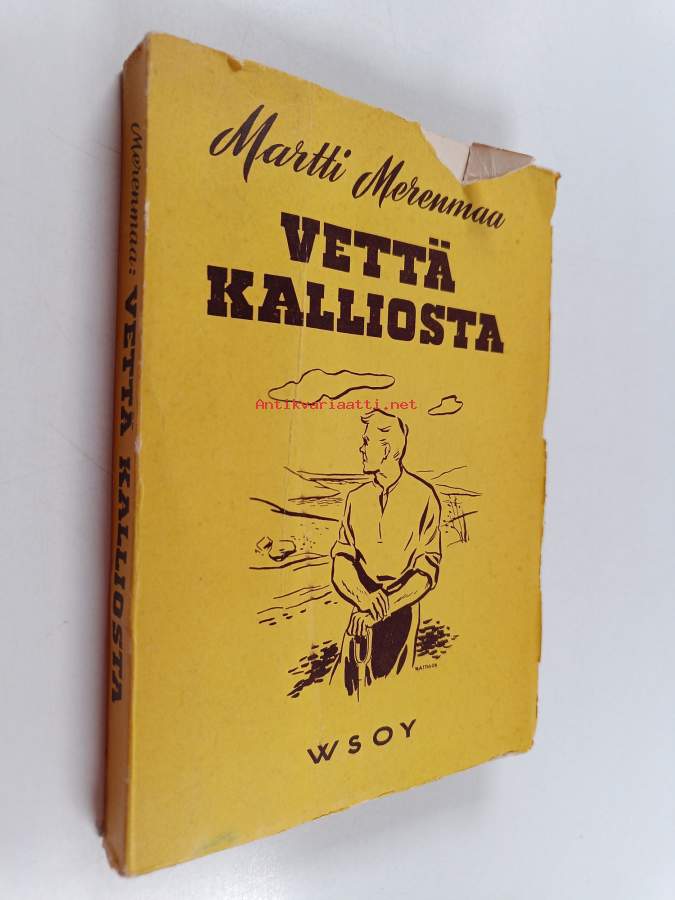 Martti Merenmaa
VETTÄ
KALLIOSTA
Antikvariaatti.net
WSOY
Merenmaa: VETTÄ KALLIOSTA